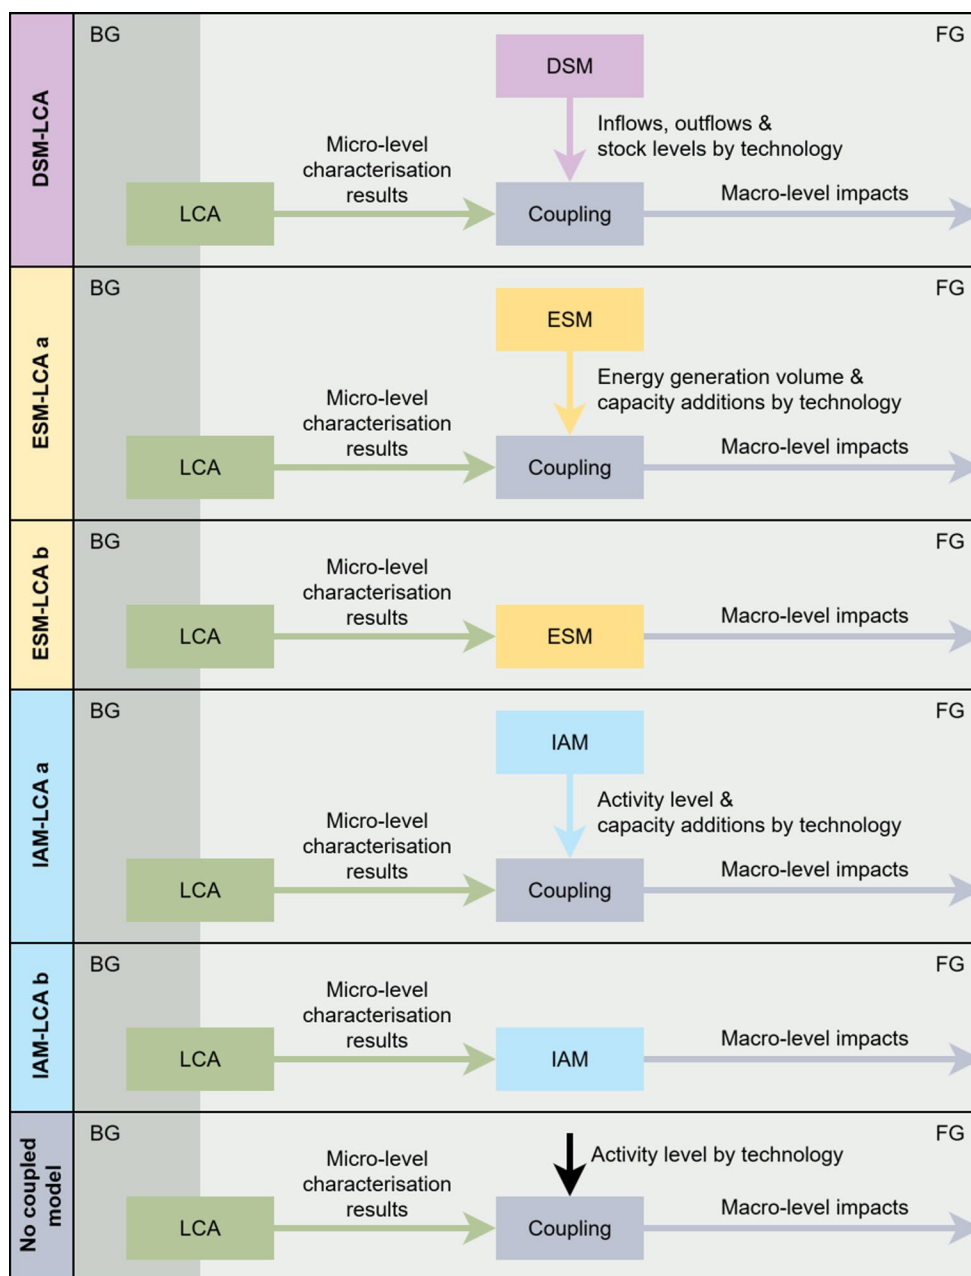 DSM-LCA
BG
FG
DSM
Inflows, outflows &
stock levels by technology
Micro-level
characterisation
results
LCA
Coupling
Macro-level impacts
ESM-LCA a
BG
FG
ESM
Energy generation volume &
capacity additions by technology
Micro-level
characterisation
results
LCA
Coupling
Macro-level impacts
ESM-LCA b
BG
FG
Micro-level
characterisation
results
LCA
ESM
Macro-level impacts
IAM-LCA a
BG
FG
IAM
Activity level &
capacity additions by technology
Micro-level
characterisation
results
LCA
Coupling
Macro-level impacts
IAM-LCA b
BG
FG
Micro-level
characterisation
results
LCA
IAM
Macro-level impacts
No coupled
model
BG
FG
Activity level by technology
Micro-level
characterisation
results
LCA
Coupling
Macro-level impacts